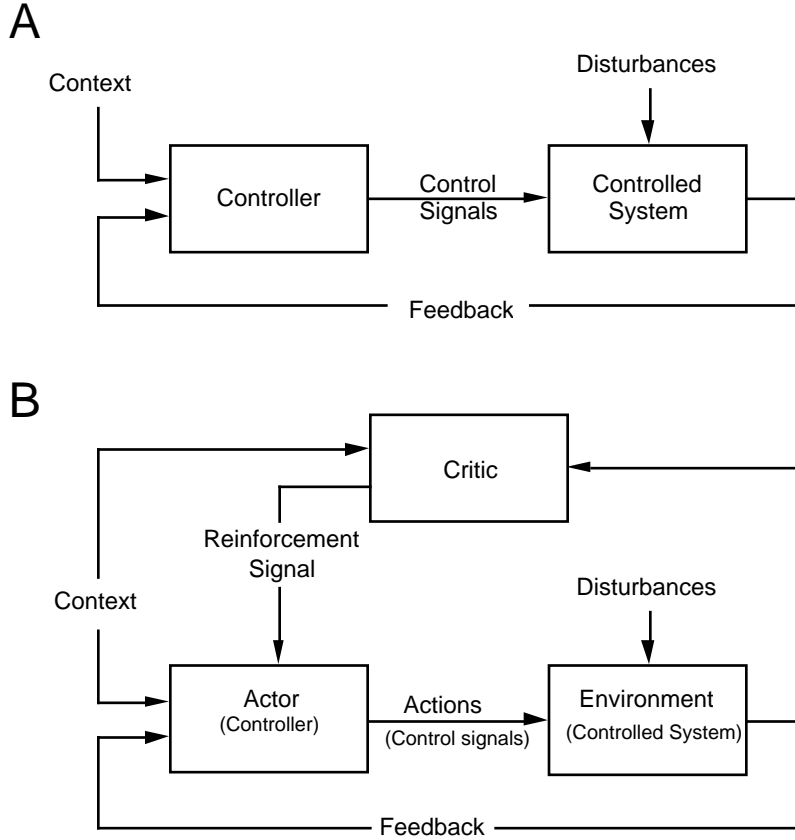 A
Context
Disturbances
Controller
Control
Signals
Controlled
System
Feedback
B
Critic
Reinforcement
Signal
Context
Disturbances
Actor
(Controller)
Actions
(Control signals)
Environment
(Controlled System)
Feedback